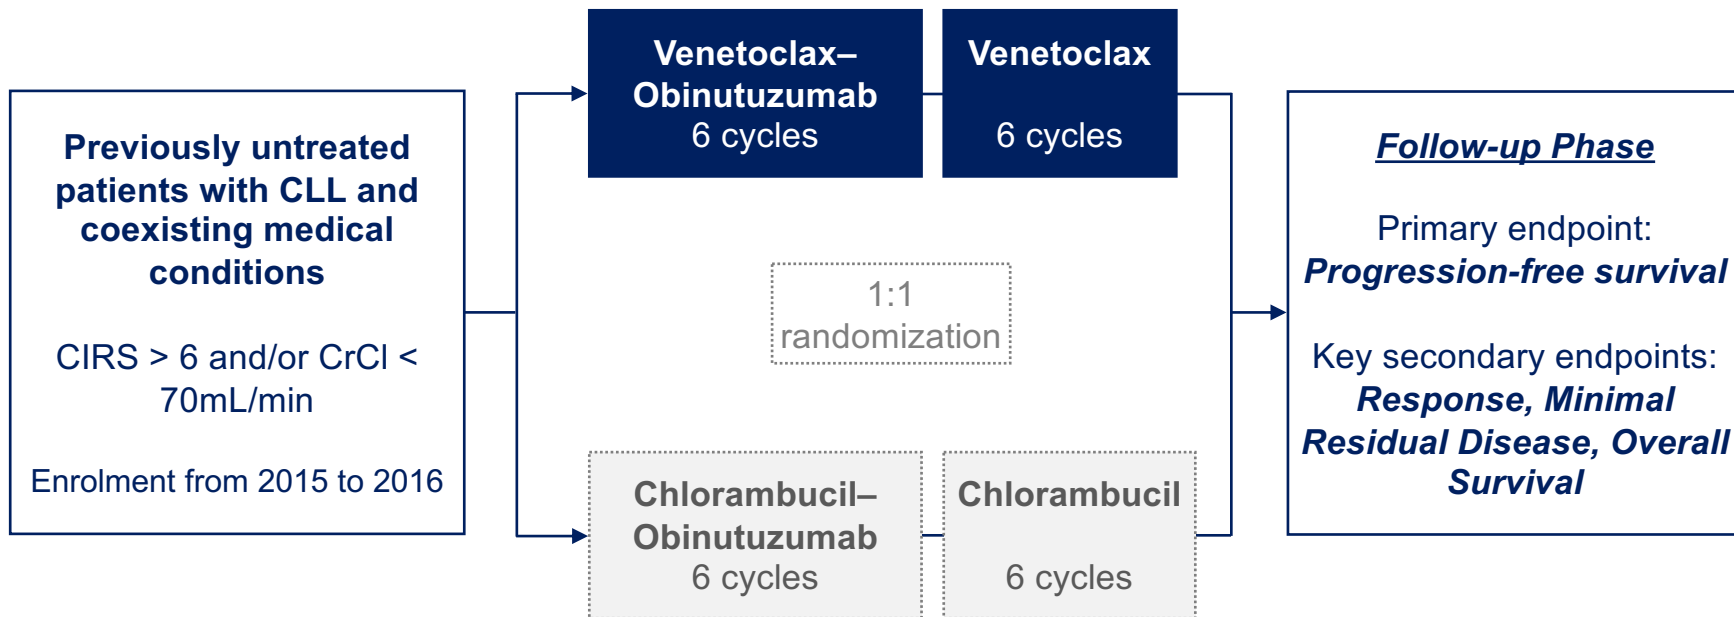 Previously untreated
patients with CLL and
coexisting medical
conditions
CIRS > 6 and/or CrCl <
70mL/min
Enrolment from 2015 to 2016
Venetoclax–
Obinutuzumab
6 cycles
Venetoclax
6 cycles
1:1
randomization
Chlorambucil–
Obinutuzumab
6 cycles
Chlorambucil
6 cycles
Follow-up Phase
Primary endpoint:
Progression-free survival
Key secondary endpoints:
Response, Minimal
Residual Disease, Overall
Survival